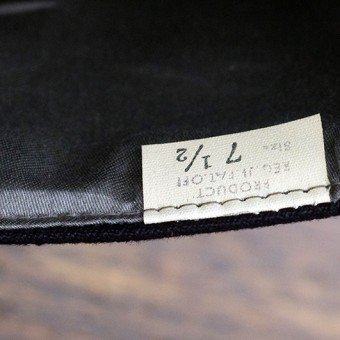 PRODUCT
REG. U. PAT. OFF
Size 7 1/2